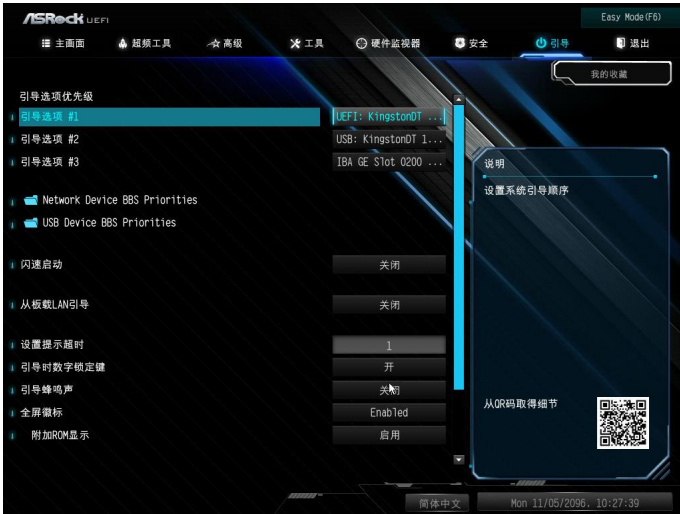 ASRock UEFI
Easy Mode(F6)
主画面 超频工具 高级 工具 硬件监视器 安全 引导 退出
我的收藏
引导选项优先级
引导选项 #1 UEFI: KingstonDT ...
引导选项 #2 USB: KingstonDT 1...
引导选项 #3 IBA GE Slot 0200 ...
Network Device BBS Priorities
USB Device BBS Priorities
闪速启动 关闭
从板载LAN引导 关闭
设置提示超时 1
引导时数字锁定键 开
引导蜂鸣声 关闭
全屏徽标 Enabled
附加ROM显示 启用
说明
设置系统引导顺序
从QR码取得细节
简体中文
Mon 11/05/2096, 10:27:39